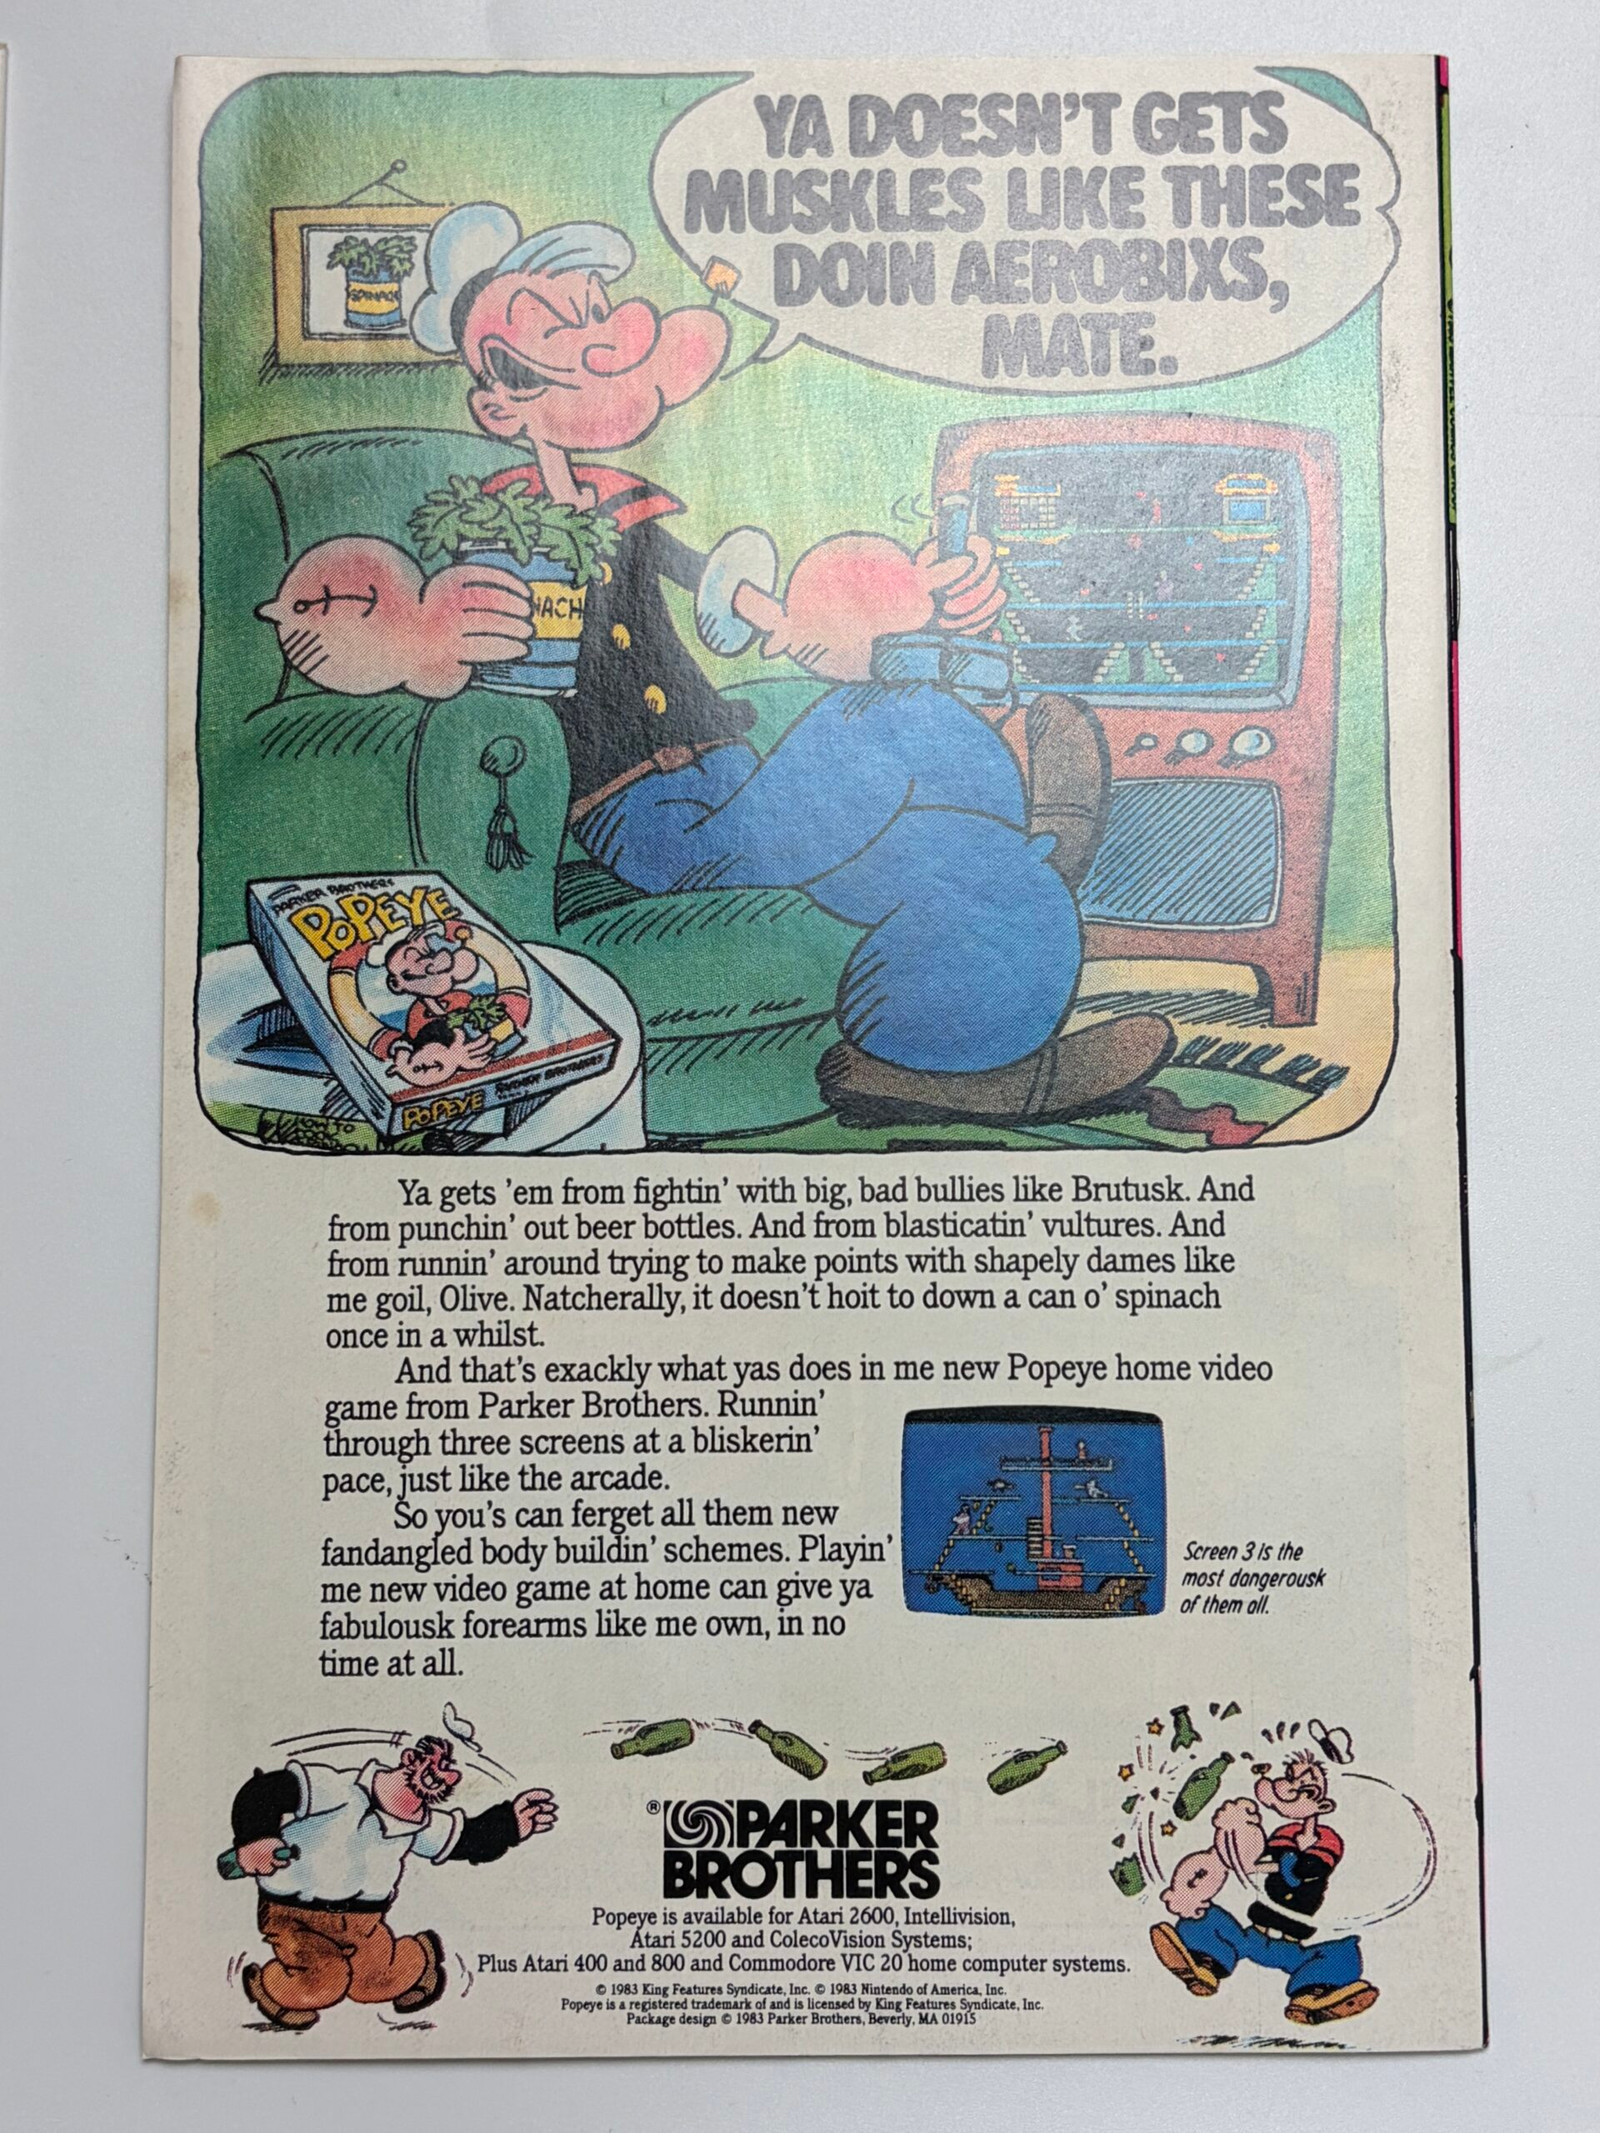 YA DOESN'T GETS
MUSKLES LIKE THESE
DOIN AEROBIXS,
MATE.
SPINACH
NACH
PARKER BROTHERS
POPEYE
POPEYE PARKER BROTHERS
HOW TO
Ya gets 'em from fightin' with big, bad bullies like Brutusk. And
from punchin' out beer bottles. And from blasticatin' vultures. And
from runnin' around trying to make points with shapely dames like
me goil, Olive. Natcherally, it doesn't hoit to down a can o' spinach
once in a whilst.
And that's exackly what yas does in me new Popeye home video
game from Parker Brothers. Runnin'
through three screens at a bliskerin'
pace, just like the arcade.
So you's can ferget all them new
fandangled body buildin' schemes. Playin'
me new video game at home can give ya
fabulousk forearms like me own, in no
time at all.
Screen 3 is the
most dangerousk
of them all.
® PARKER
BROTHERS
Popeye is available for Atari 2600, Intellivision,
Atari 5200 and ColecoVision Systems;
Plus Atari 400 and 800 and Commodore VIC 20 home computer systems.
© 1983 King Features Syndicate, Inc. © 1983 Nintendo of America, Inc.
Popeye is a registered trademark of and is licensed by King Features Syndicate, Inc.
Package design © 1983 Parker Brothers, Beverly, MA 01915